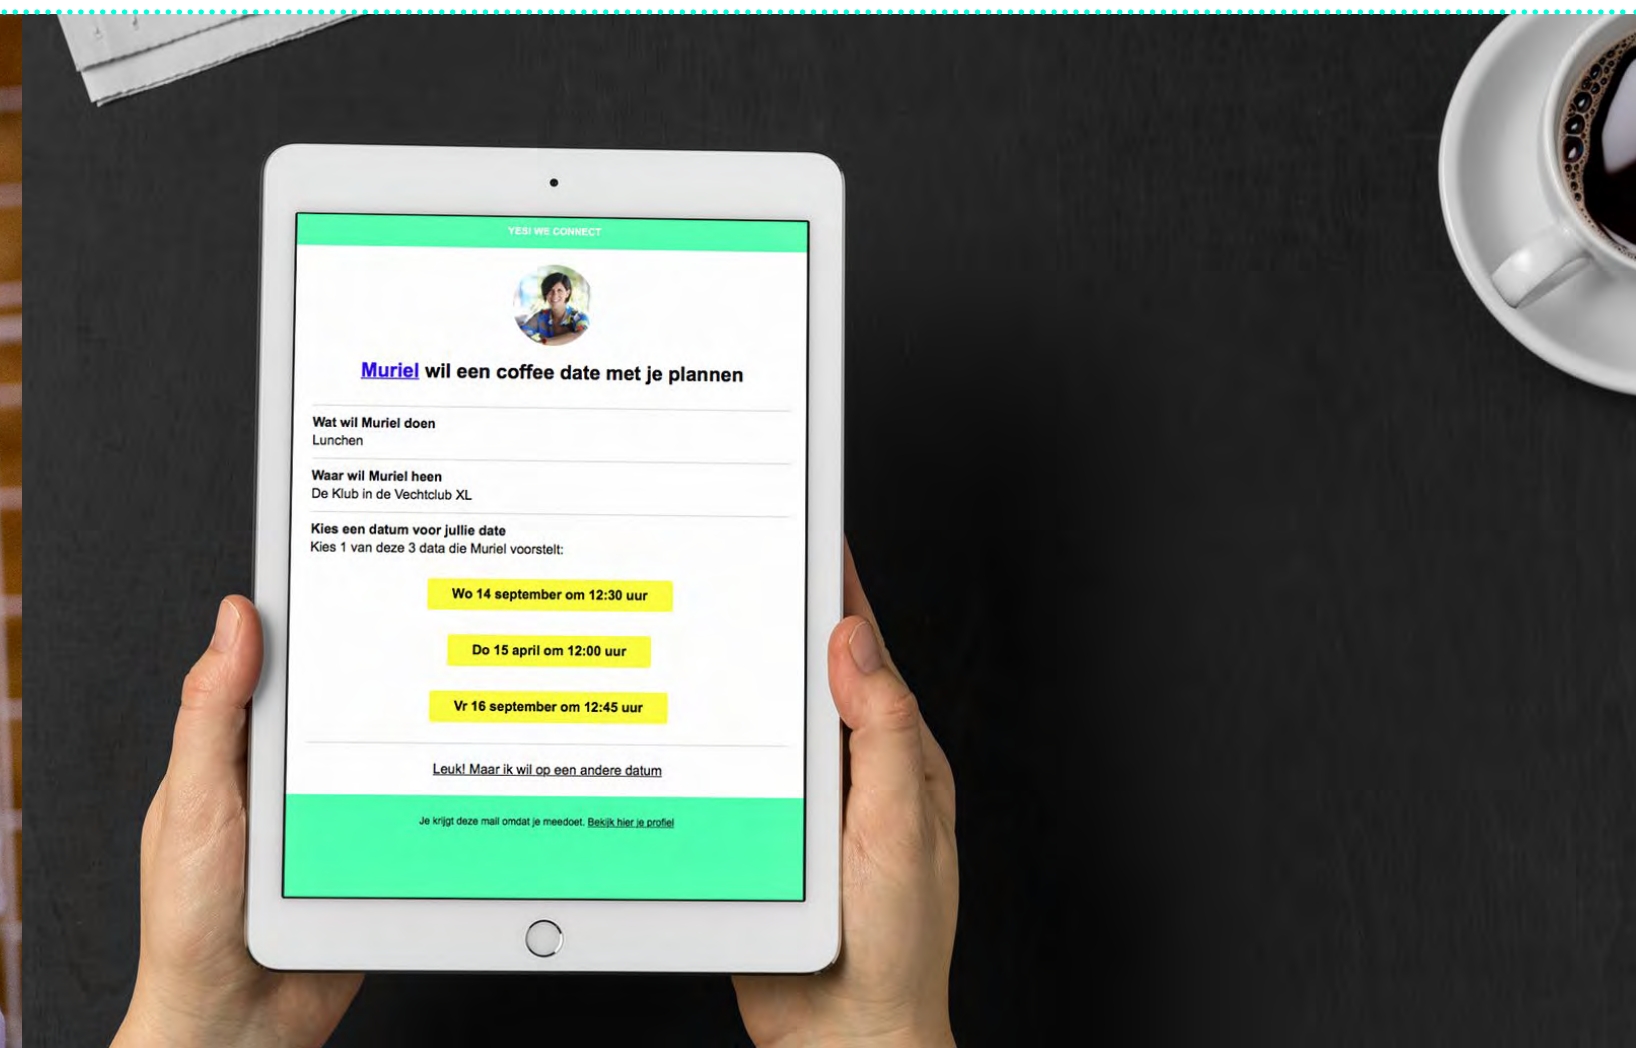 YES! WE CONNECT
Muriel wil een coffee date met je plannen
Wat wil Muriel doen
Lunchen
Waar wil Muriel heen
De Klub in de Vechtclub XL
Kies een datum voor jullie date
Kies 1 van deze 3 data die Muriel voorstelt:
Wo 14 september om 12:30 uur
Do 15 april om 12:00 uur
Vr 16 september om 12:45 uur
Leuk! Maar ik wil op een andere datum
Je krijgt deze mail omdat je meedoet. Bekijk hier je profiel